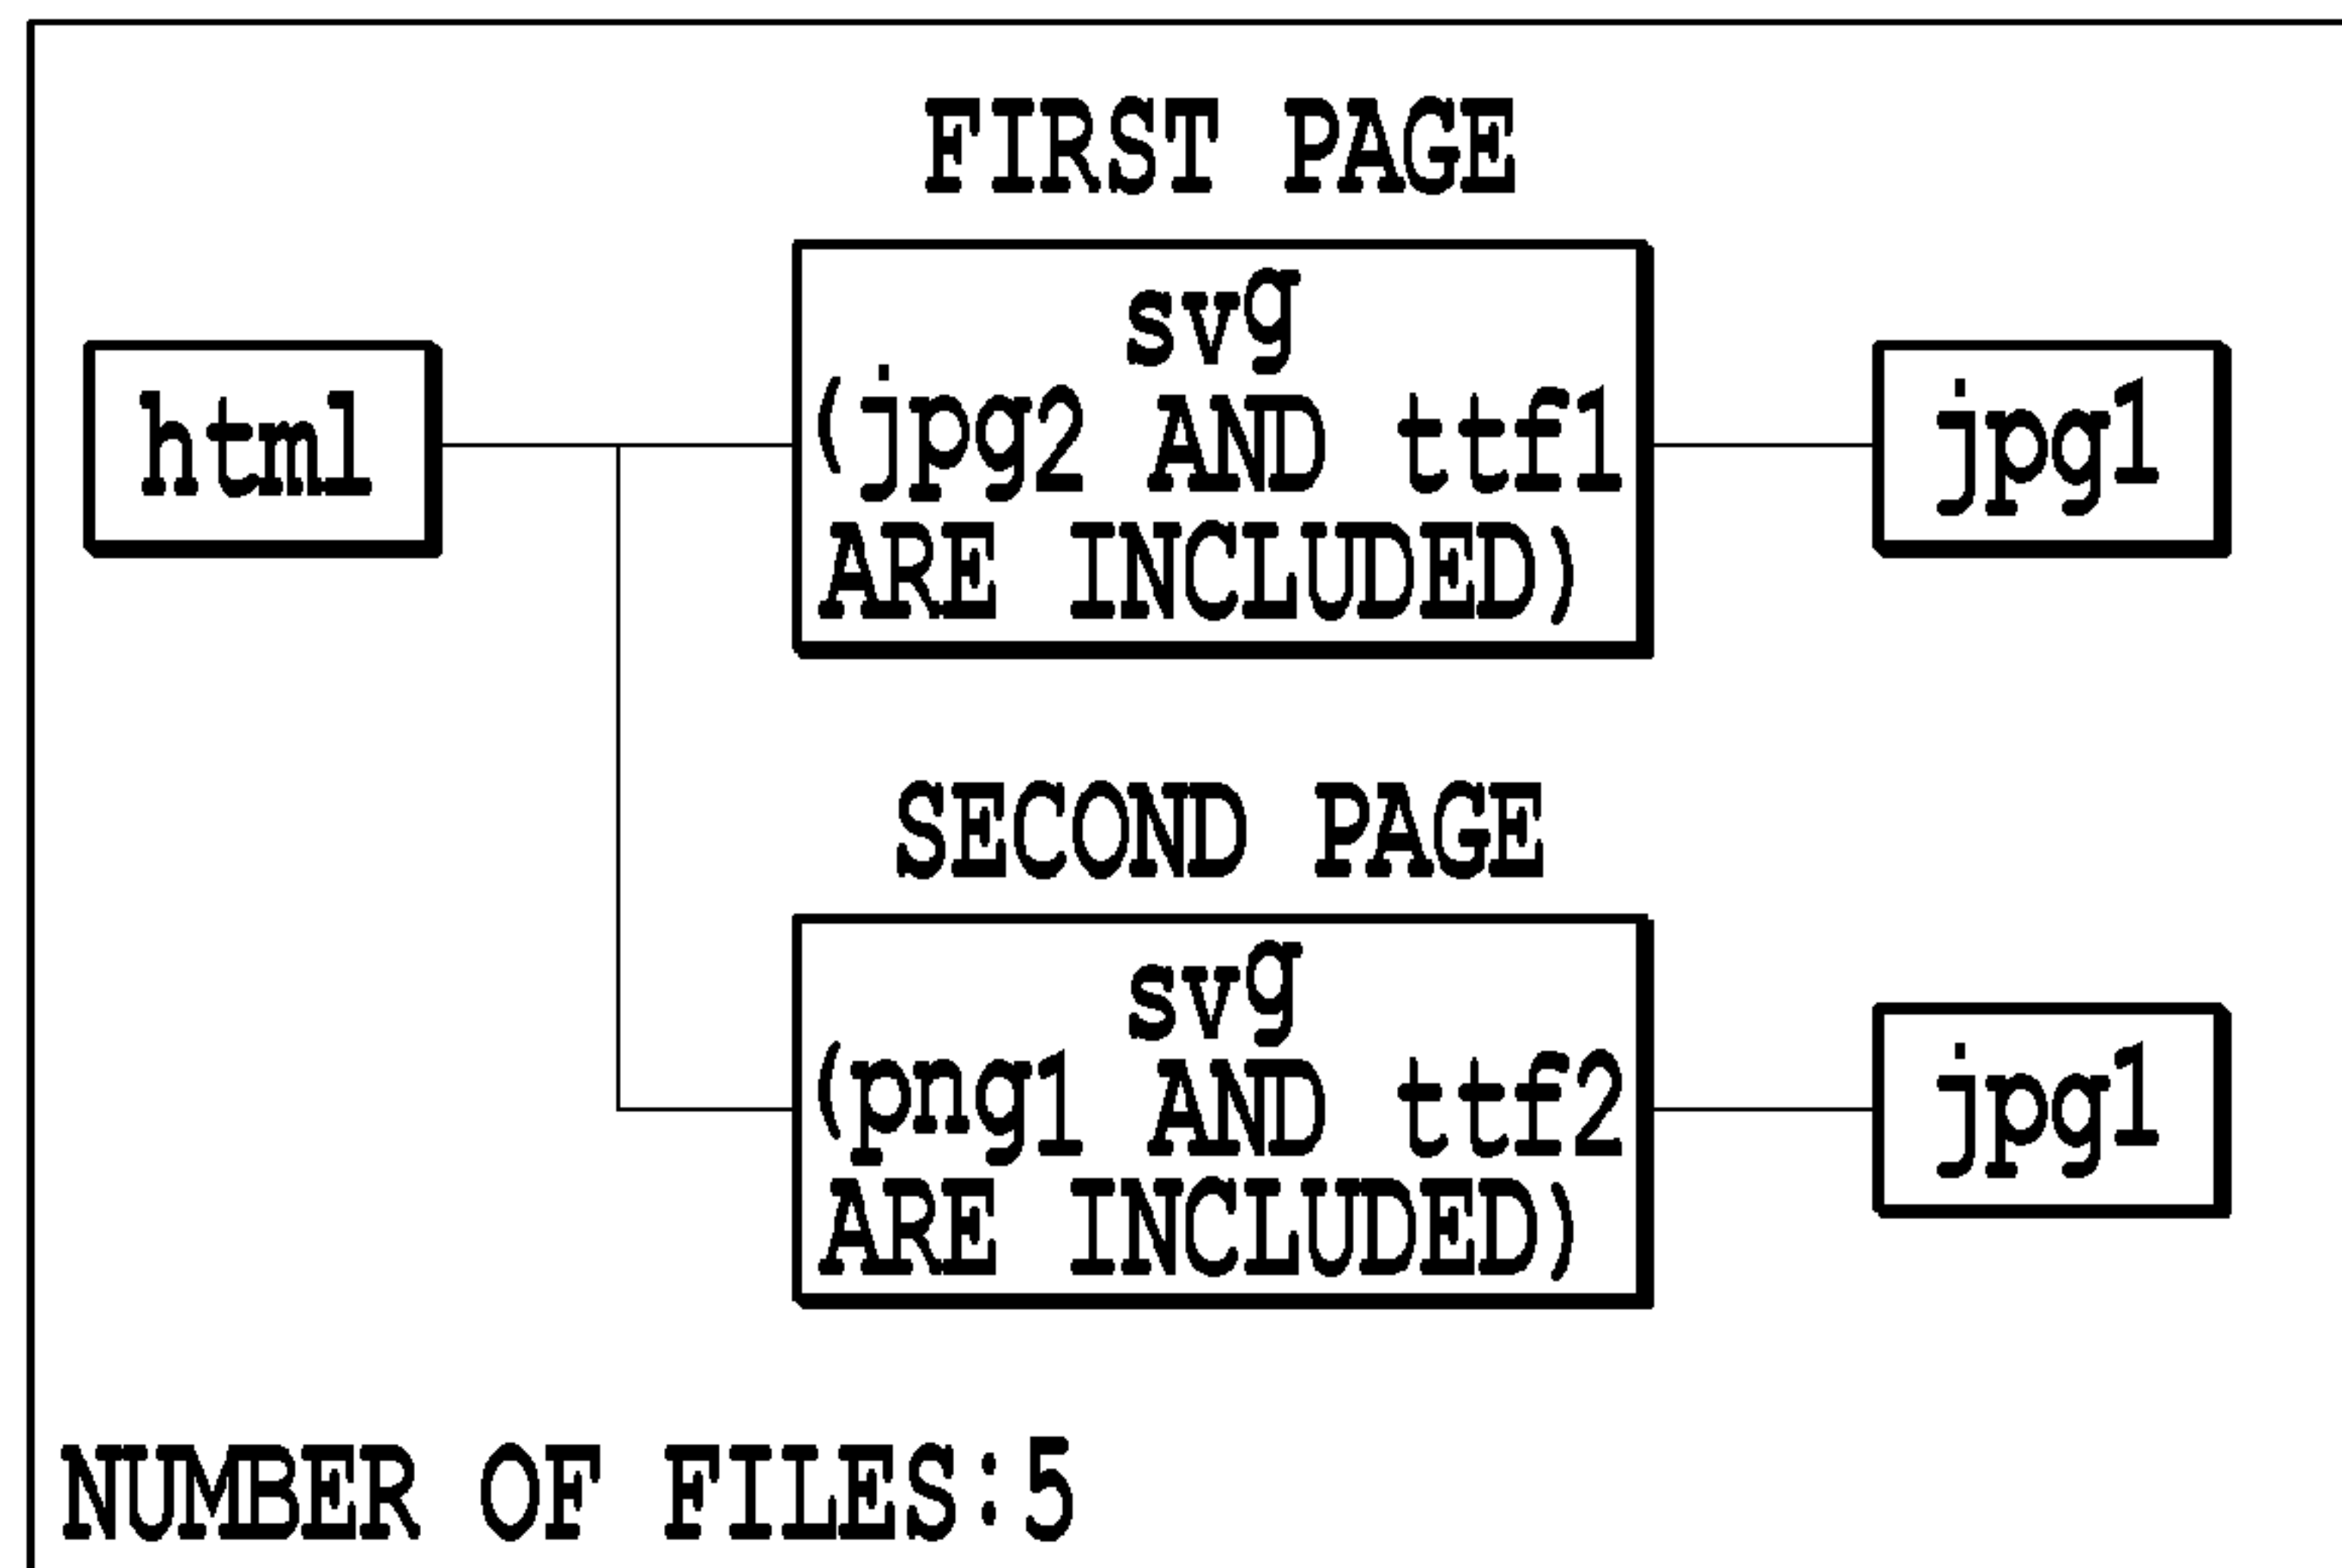 FIRST PAGE
html
svg
(jpg2 AND ttf1
ARE INCLUDED)
jpg1
SECOND PAGE
svg
(png1 AND ttf2
ARE INCLUDED)
jpg1
NUMBER OF FILES:5